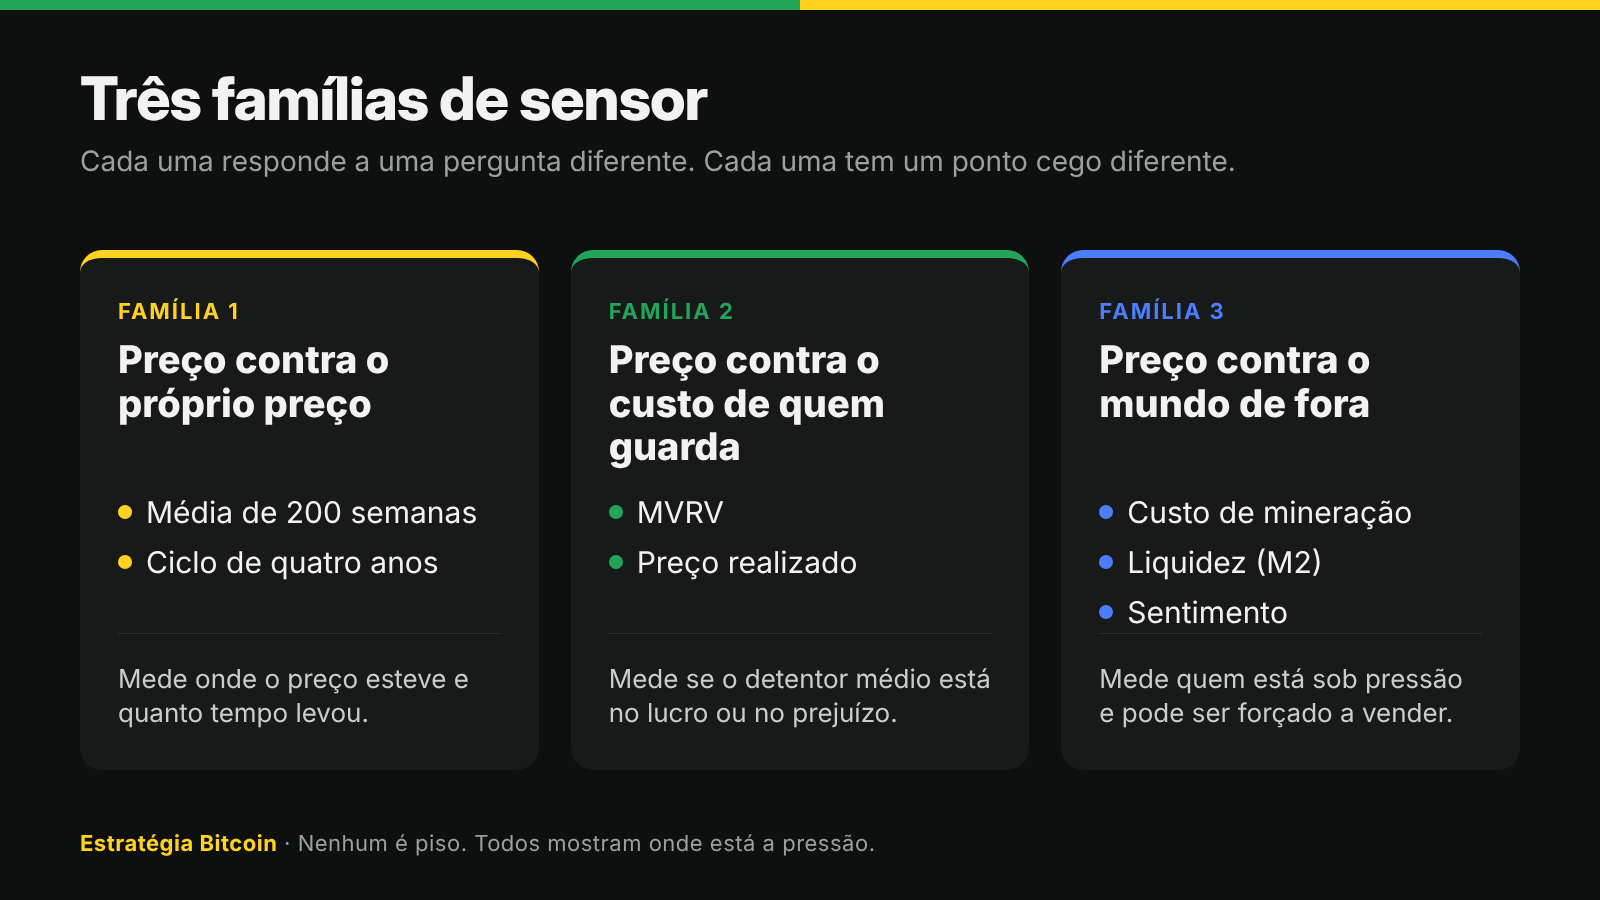 Três famílias de sensor
Cada uma responde a uma pergunta diferente. Cada uma tem um ponto cego diferente.
FAMÍLIA 1
Preço contra o
próprio preço
Média de 200 semanas
Ciclo de quatro anos
Mede onde o preço esteve e
quanto tempo levou.
FAMÍLIA 2
Preço contra o
custo de quem
guarda
MVRV
Preço realizado
Mede se o detentor médio está
no lucro ou no prejuízo.
FAMÍLIA 3
Preço contra o
mundo de fora
Custo de mineração
Liquidez (M2)
Sentimento
Mede quem está sob pressão
e pode ser forçado a vender.
Estratégia Bitcoin · Nenhum é piso. Todos mostram onde está a pressão.